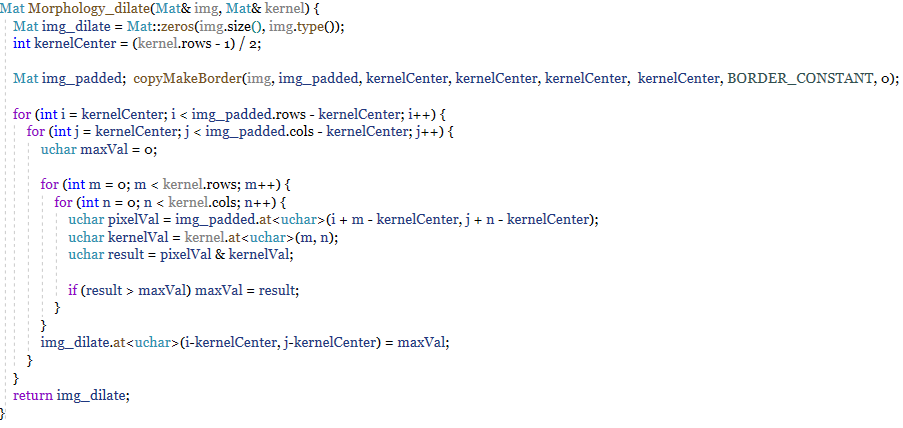 Mat Morphology_dilate(Mat& img, Mat& kernel) {
Mat img_dilate = Mat::zeros(img.size(), img.type());
int kernelCenter = (kernel.rows - 1) / 2;
Mat img_padded;  copyMakeBorder(img, img_padded, kernelCenter, kernelCenter, kernelCenter,  kernelCenter, BORDER_CONSTANT, 0);
for (int i = kernelCenter; i < img_padded.rows - kernelCenter; i++) {
for (int j = kernelCenter; j < img_padded.cols - kernelCenter; j++) {
uchar maxVal = 0;
for (int m = 0; m < kernel.rows; m++) {
for (int n = 0; n < kernel.cols; n++) {
uchar pixelVal = img_padded.at<uchar>(i + m - kernelCenter, j + n - kernelCenter);
uchar kernelVal = kernel.at<uchar>(m, n);
uchar result = pixelVal & kernelVal;
if (result > maxVal) maxVal = result;
}
}
img_dilate.at<uchar>(i-kernelCenter, j-kernelCenter) = maxVal;
}
}
return img_dilate;
}